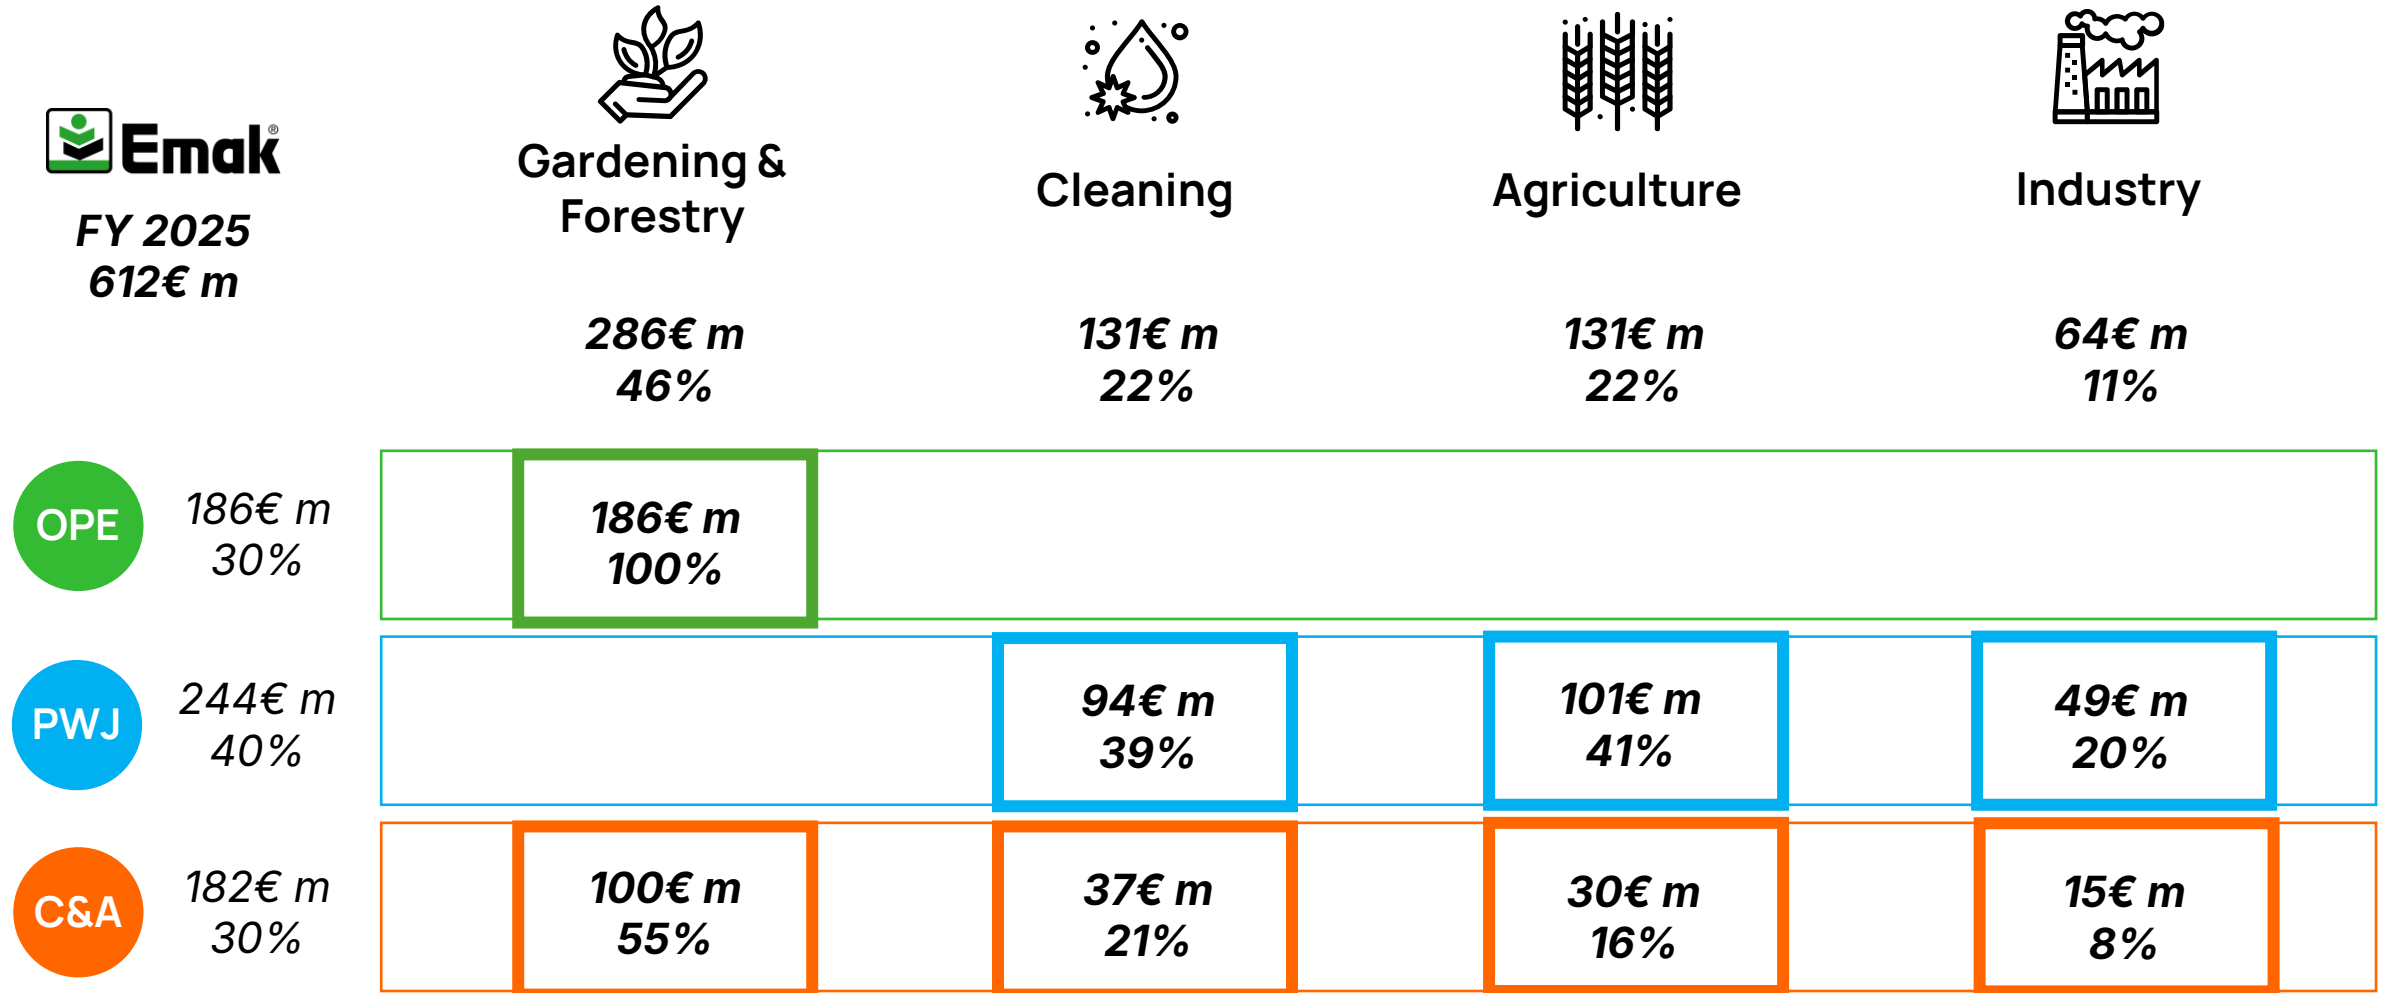 Emak®
FY 2025
612€ m
Gardening &
Forestry
Cleaning
Agriculture
Industry
286€ m
46%
131€ m
22%
131€ m
22%
64€ m
11%
OPE
186€ m
30%
186€ m
100%
PWJ
244€ m
40%
94€ m
39%
101€ m
41%
49€ m
20%
C&A
182€ m
30%
100€ m
55%
37€ m
21%
30€ m
16%
15€ m
8%